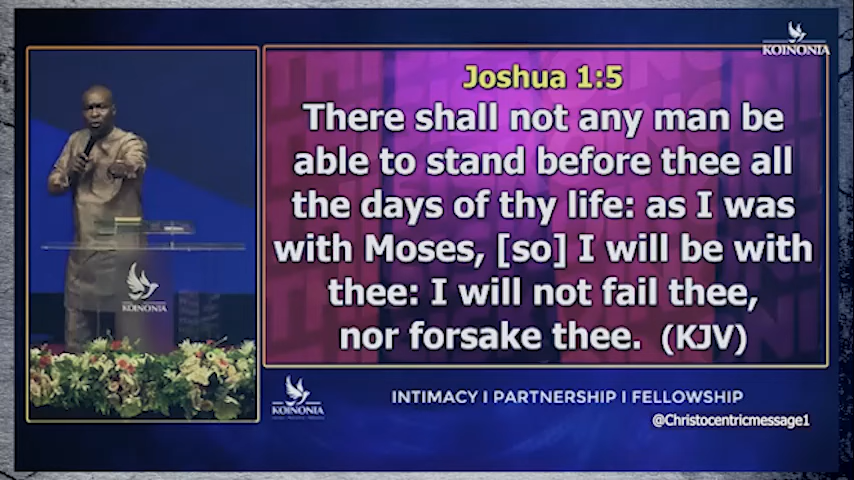 KOINONIA
Joshua 1:5
There shall not any man be
able to stand before thee all
the days of thy life: as I was
with Moses, [so] I will be with
thee: I will not fail thee,
nor forsake thee. (KJV)
KOINONIA
KOINONIA
INTIMACY I PARTNERSHIP I FELLOWSHIP
@Christocentricmessage1